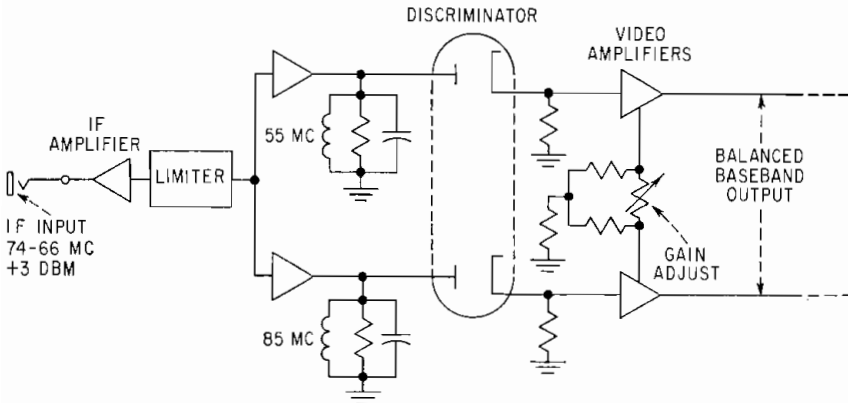 DISCRIMINATOR
VIDEO
AMPLIFIERS
IF
AMPLIFIER
LIMITER
55 MC
IF INPUT
74-66 MC
+3 DBM
BALANCED
BASEBAND
OUTPUT
GAIN
ADJUST
85 MC